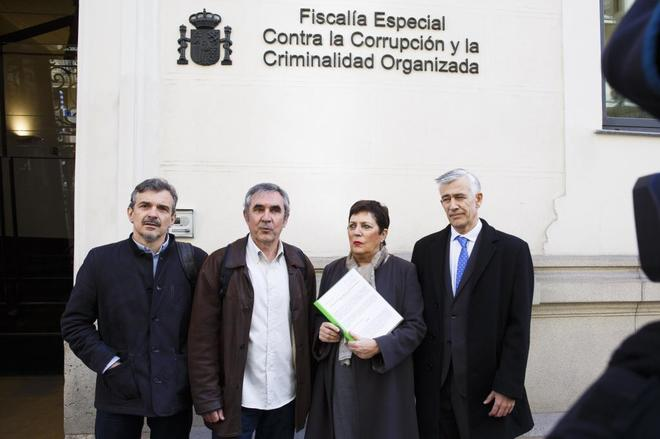 Fiscalía Especial
Contra la Corrupción y la
Criminalidad Organizada